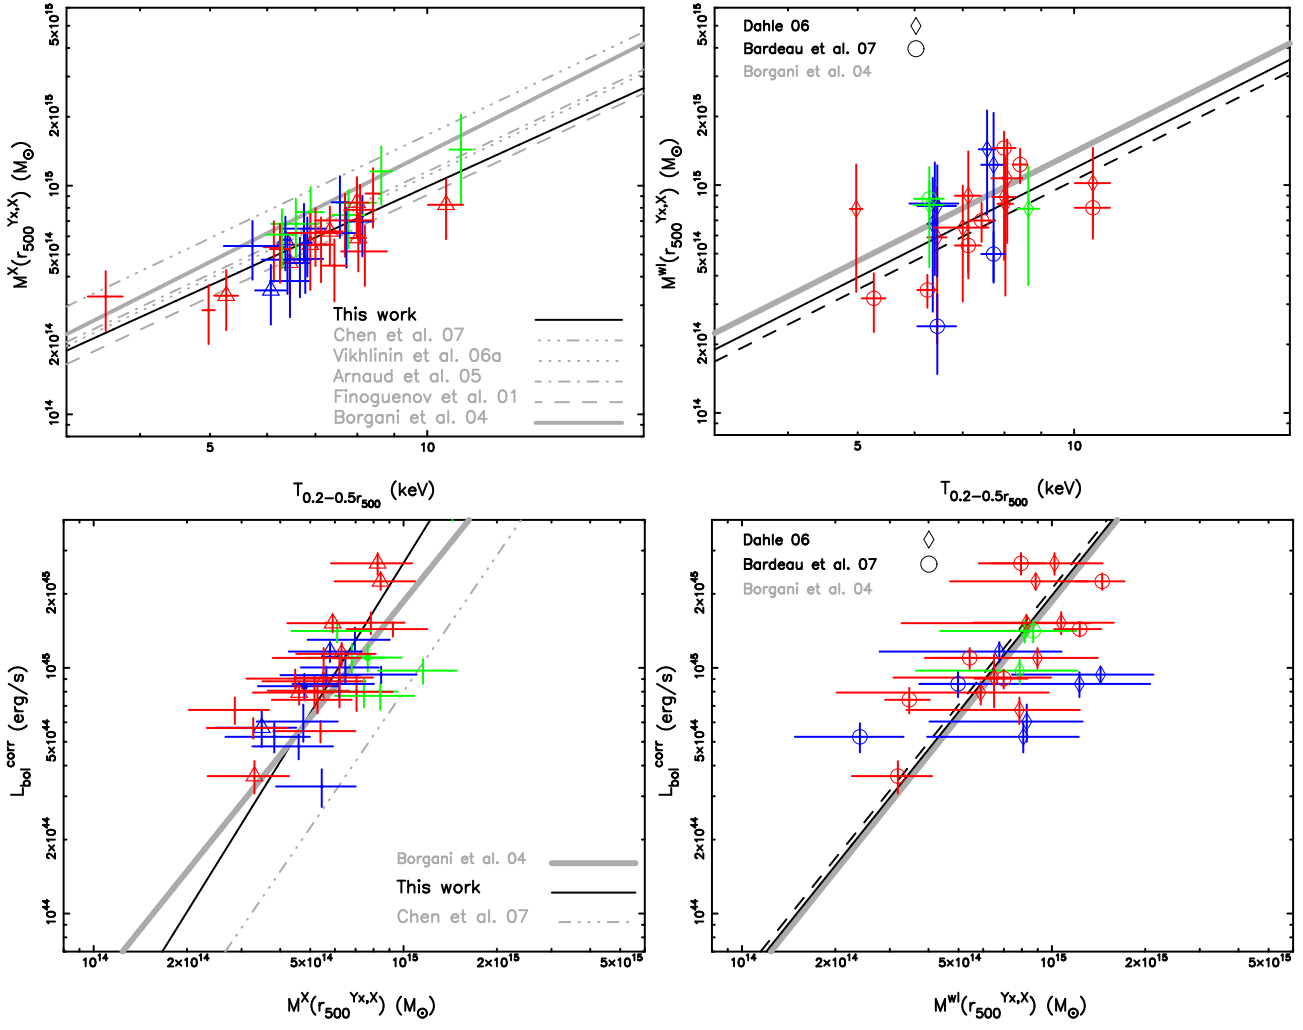 5×10^15
2×10^15
10^15
5×10^14
2×10^14
10^14
M^X(r_500^Yx,X) (M_⊙)
This work
Chen et al. 07
Vikhlinin et al. 06a
Arnaud et al. 05
Finoguenov et al. 01
Borgani et al. 04
5 10
T_0.2−0.5r_500 (keV)
5×10^15
2×10^15
10^15
5×10^14
2×10^14
10^14
M^wl(r_500^Yx,X) (M_⊙)
Dahle 06
Bardeau et al. 07
Borgani et al. 04
5 10
T_0.2−0.5r_500 (keV)
2×10^45
10^45
5×10^44
2×10^44
10^44
L_bol^corr (erg/s)
Borgani et al. 04
This work
Chen et al. 07
10^14 2×10^14 5×10^14 10^15 2×10^15 5×10^15
M^X(r_500^Yx,X) (M_⊙)
2×10^45
10^45
5×10^44
2×10^44
10^44
L_bol^corr (erg/s)
Dahle 06
Bardeau et al. 07
Borgani et al. 04
10^14 2×10^14 5×10^14 10^15 2×10^15 5×10^15
M^wl(r_500^Yx,X) (M_⊙)